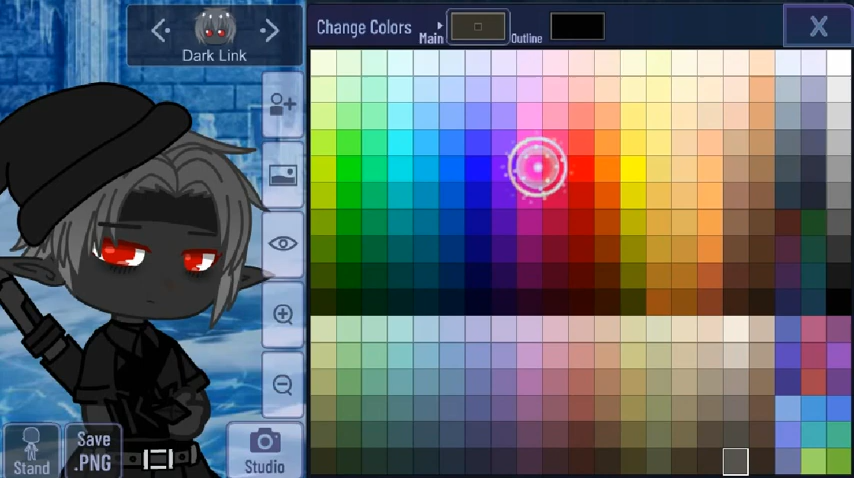 Dark Link
Change Colors
Main
Outline
X
Stand
Save
.PNG
Studio